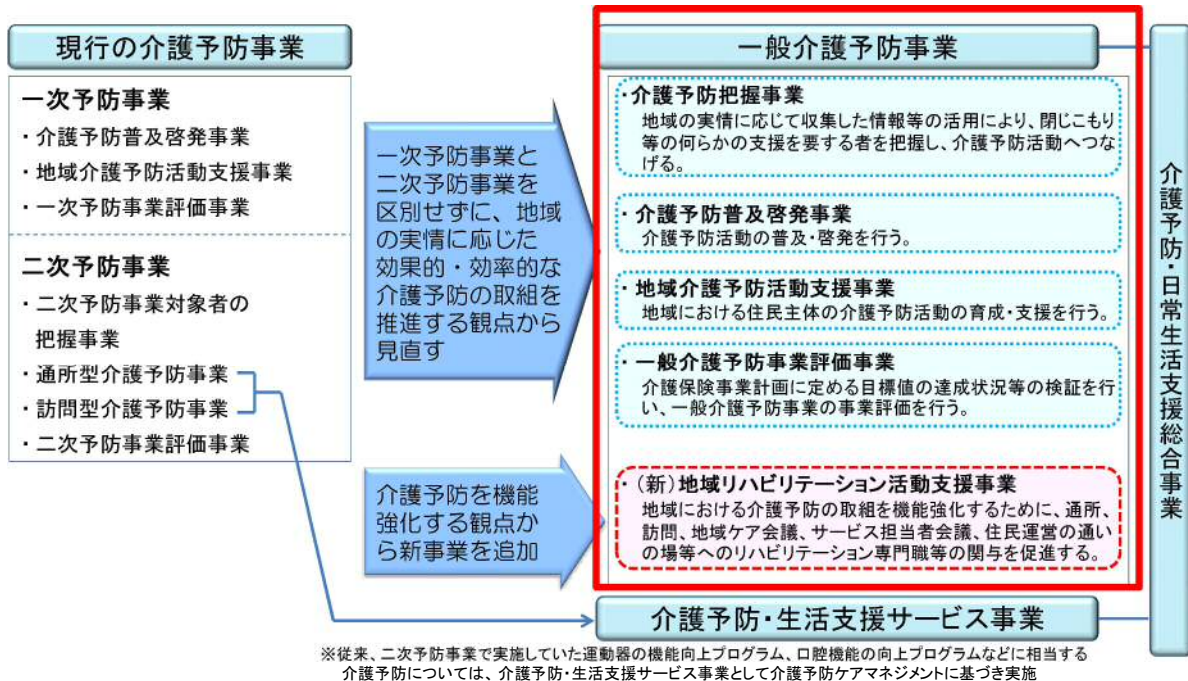 現行の介護予防事業
一次予防事業
・介護予防普及啓発事業
・地域介護予防活動支援事業
・一次予防事業評価事業
二次予防事業
・二次予防事業対象者の
把握事業
・通所型介護予防事業
・訪問型介護予防事業
・二次予防事業評価事業
一次予防事業と
二次予防事業を
区別せずに、地域
の実情に応じた
効果的・効率的な
介護予防の取組を
推進する観点から
見直す
介護予防を機能
強化する観点か
ら新事業を追加
一般介護予防事業
・介護予防把握事業
地域の実情に応じて収集した情報等の活用により、閉じこもり
等の何らかの支援を要する者を把握し、介護予防活動へつな
げる。
・介護予防普及啓発事業
介護予防活動の普及・啓発を行う。
・地域介護予防活動支援事業
地域における住民主体の介護予防活動の育成・支援を行う。
・一般介護予防事業評価事業
介護保険事業計画に定める目標値の達成状況等の検証を行
い、一般介護予防事業の事業評価を行う。
・（新）地域リハビリテーション活動支援事業
地域における介護予防の取組を機能強化するために、通所、
訪問、地域ケア会議、サービス担当者会議、住民運営の通い
の場等へのリハビリテーション専門職等の関与を促進する。
介護予防・生活支援サービス事業
介護予防・日常生活支援総合事業
※従来、二次予防事業で実施していた運動器の機能向上プログラム、口腔機能の向上プログラムなどに相当する
介護予防については、介護予防・生活支援サービス事業として介護予防ケアマネジメントに基づき実施